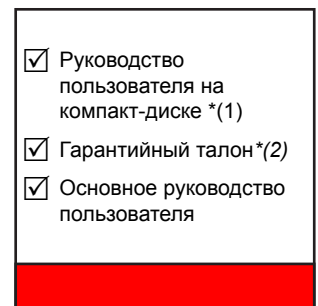 ☑ Руководство
пользователя на
компакт-диске *(1)
☑ Гарантийный талон*(2)
☑ Основное руководство
пользователя